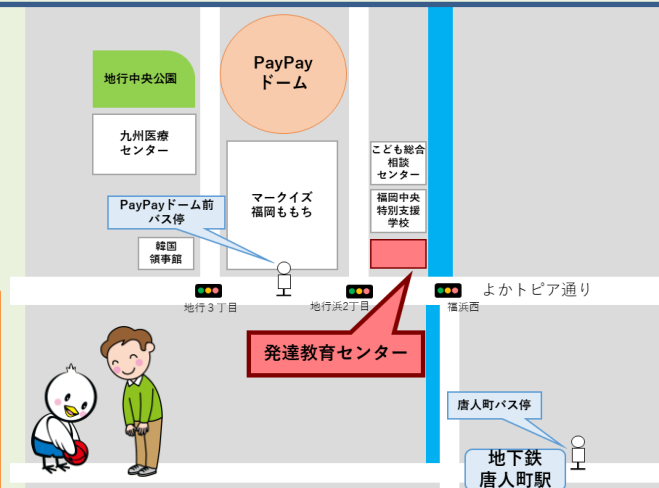 PayPay
ドーム
地行中央公園
九州医療
センター
こども総合
相談
センター
マークイズ
福岡ももち
福岡中央
特別支援
学校
PayPayドーム前
バス停
韓国
領事館
よかトピア通り
地行3丁目
地行浜2丁目
福浜西
発達教育センター
唐人町バス停
地下鉄
唐人町駅